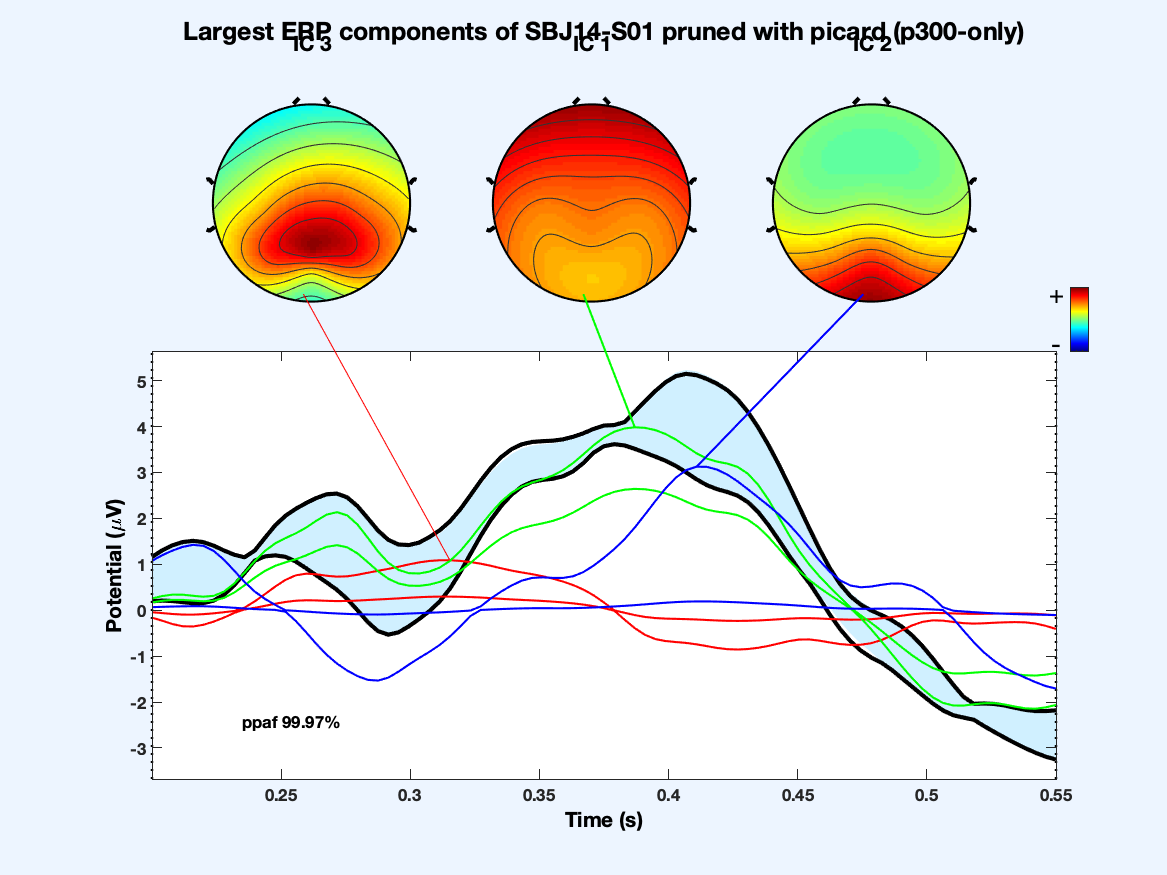 Largest ERP components of SBJ14-S01 pruned with picard (p300-only)
IC 3
IC 1
IC 2
+
-
5
4
3
2
1
0
-1
-2
-3
Potential (μV)
ppaf 99.97%
0.25
0.3
0.35
0.4
0.45
0.5
0.55
Time (s)